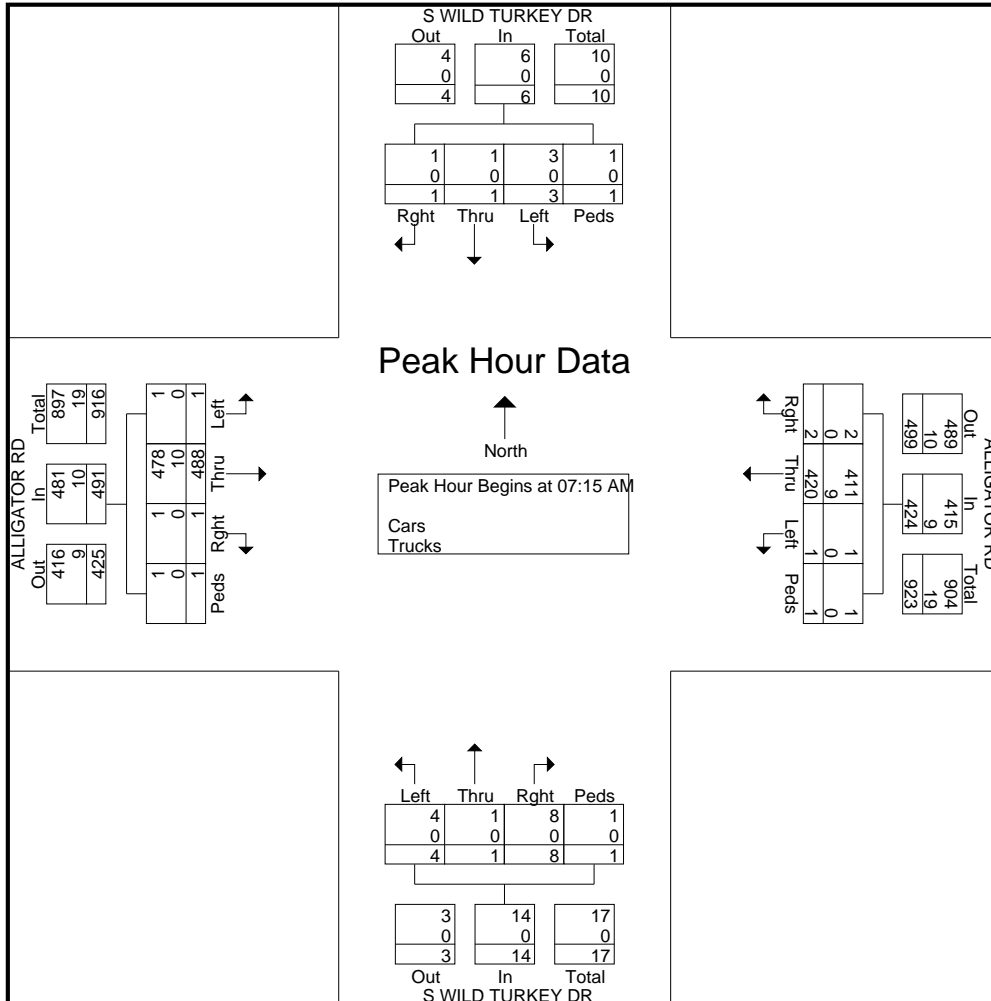 S WILD TURKEY DR
Out In Total
4 6 10
0 0 0
4 6 10
1 1 3 1
0 0 0 0
1 1 3 1
Rght Thru Left Peds
Peak Hour Data
North
Peak Hour Begins at 07:15 AM
Cars
Trucks
ALLIGATOR RD
Out In Total
416 481 897
9 10 19
425 491 916
1 1 478 1
0 0 10 0
1 1 488 1
Peds Rght Thru Left
ALLIGATOR RD
Out In Total
489 415 904
10 9 19
499 424 923
2 411 1 1
0 9 0 0
2 420 1 1
Rght Thru Left Peds
Left Thru Rght Peds
4 1 8 1
0 0 0 0
4 1 8 1
3 14 17
0 0 0
3 14 17
Out In Total
S WILD TURKEY DR